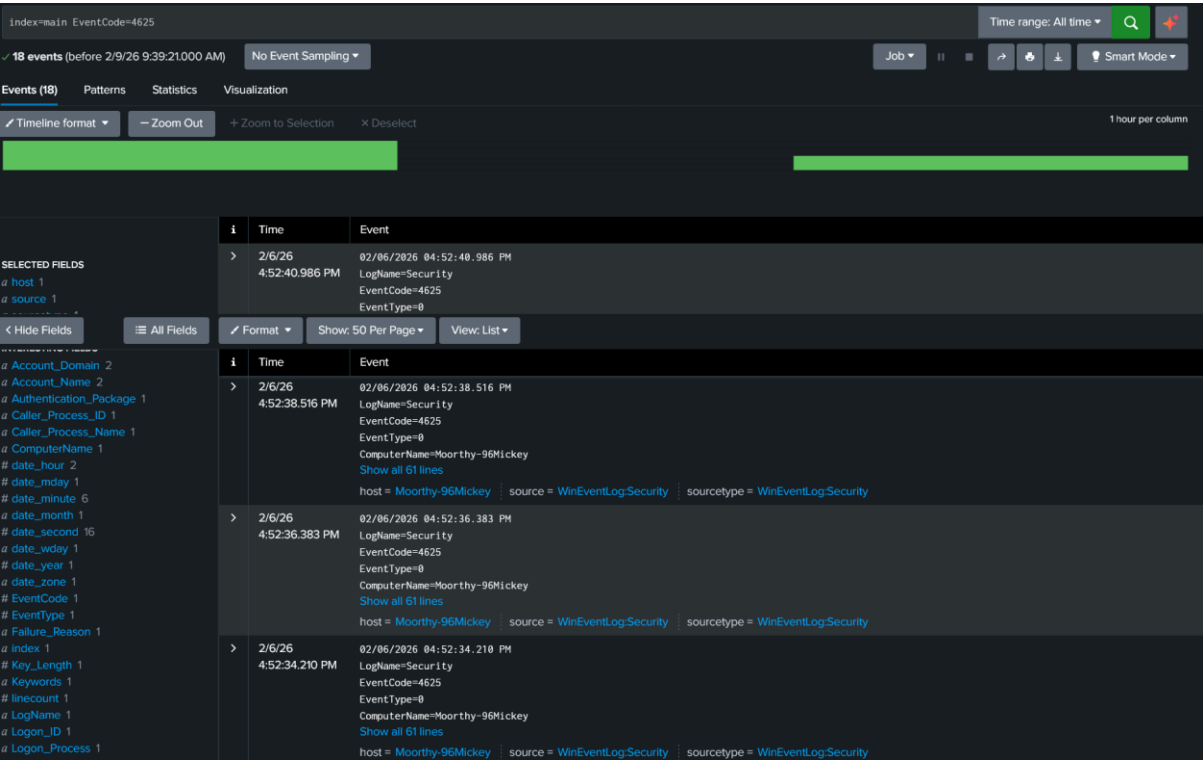 index=main EventCode=4625
Time range: All time
18 events (before 2/9/26 9:39:21.000 AM)
No Event Sampling
Job
Smart Mode
Events (18)
Patterns
Statistics
Visualization
Timeline format
— Zoom Out
+ Zoom to Selection
× Deselect
1 hour per column
i
Time
Event
SELECTED FIELDS
a host 1
a source 1
>
2/6/26
4:52:40.986 PM
02/06/2026 04:52:40.986 PM
LogName=Security
EventCode=4625
EventType=0
< Hide Fields
All Fields
Format
Show: 50 Per Page
View: List
INTERESTING FIELDS
a Account_Domain 2
a Account_Name 2
a Authentication_Package 1
a Caller_Process_ID 1
a Caller_Process_Name 1
a ComputerName 1
# date_hour 2
# date_mday 1
# date_minute 6
a date_month 1
# date_second 16
a date_wday 1
# date_year 1
a date_zone 1
# EventCode 1
# EventType 1
a Failure_Reason 1
a index 1
# Key_Length 1
a Keywords 1
# linecount 1
a LogName 1
a Logon_ID 1
a Logon_Process 1
i
Time
Event
>
2/6/26
4:52:38.516 PM
02/06/2026 04:52:38.516 PM
LogName=Security
EventCode=4625
EventType=0
ComputerName=Moorthy-96Mickey
Show all 61 lines
host = Moorthy-96Mickey source = WinEventLog:Security sourcetype = WinEventLog:Security
>
2/6/26
4:52:36.383 PM
02/06/2026 04:52:36.383 PM
LogName=Security
EventCode=4625
EventType=0
ComputerName=Moorthy-96Mickey
Show all 61 lines
host = Moorthy-96Mickey source = WinEventLog:Security sourcetype = WinEventLog:Security
>
2/6/26
4:52:34.210 PM
02/06/2026 04:52:34.210 PM
LogName=Security
EventCode=4625
EventType=0
ComputerName=Moorthy-96Mickey
Show all 61 lines
host = Moorthy-96Mickey source = WinEventLog:Security sourcetype = WinEventLog:Security